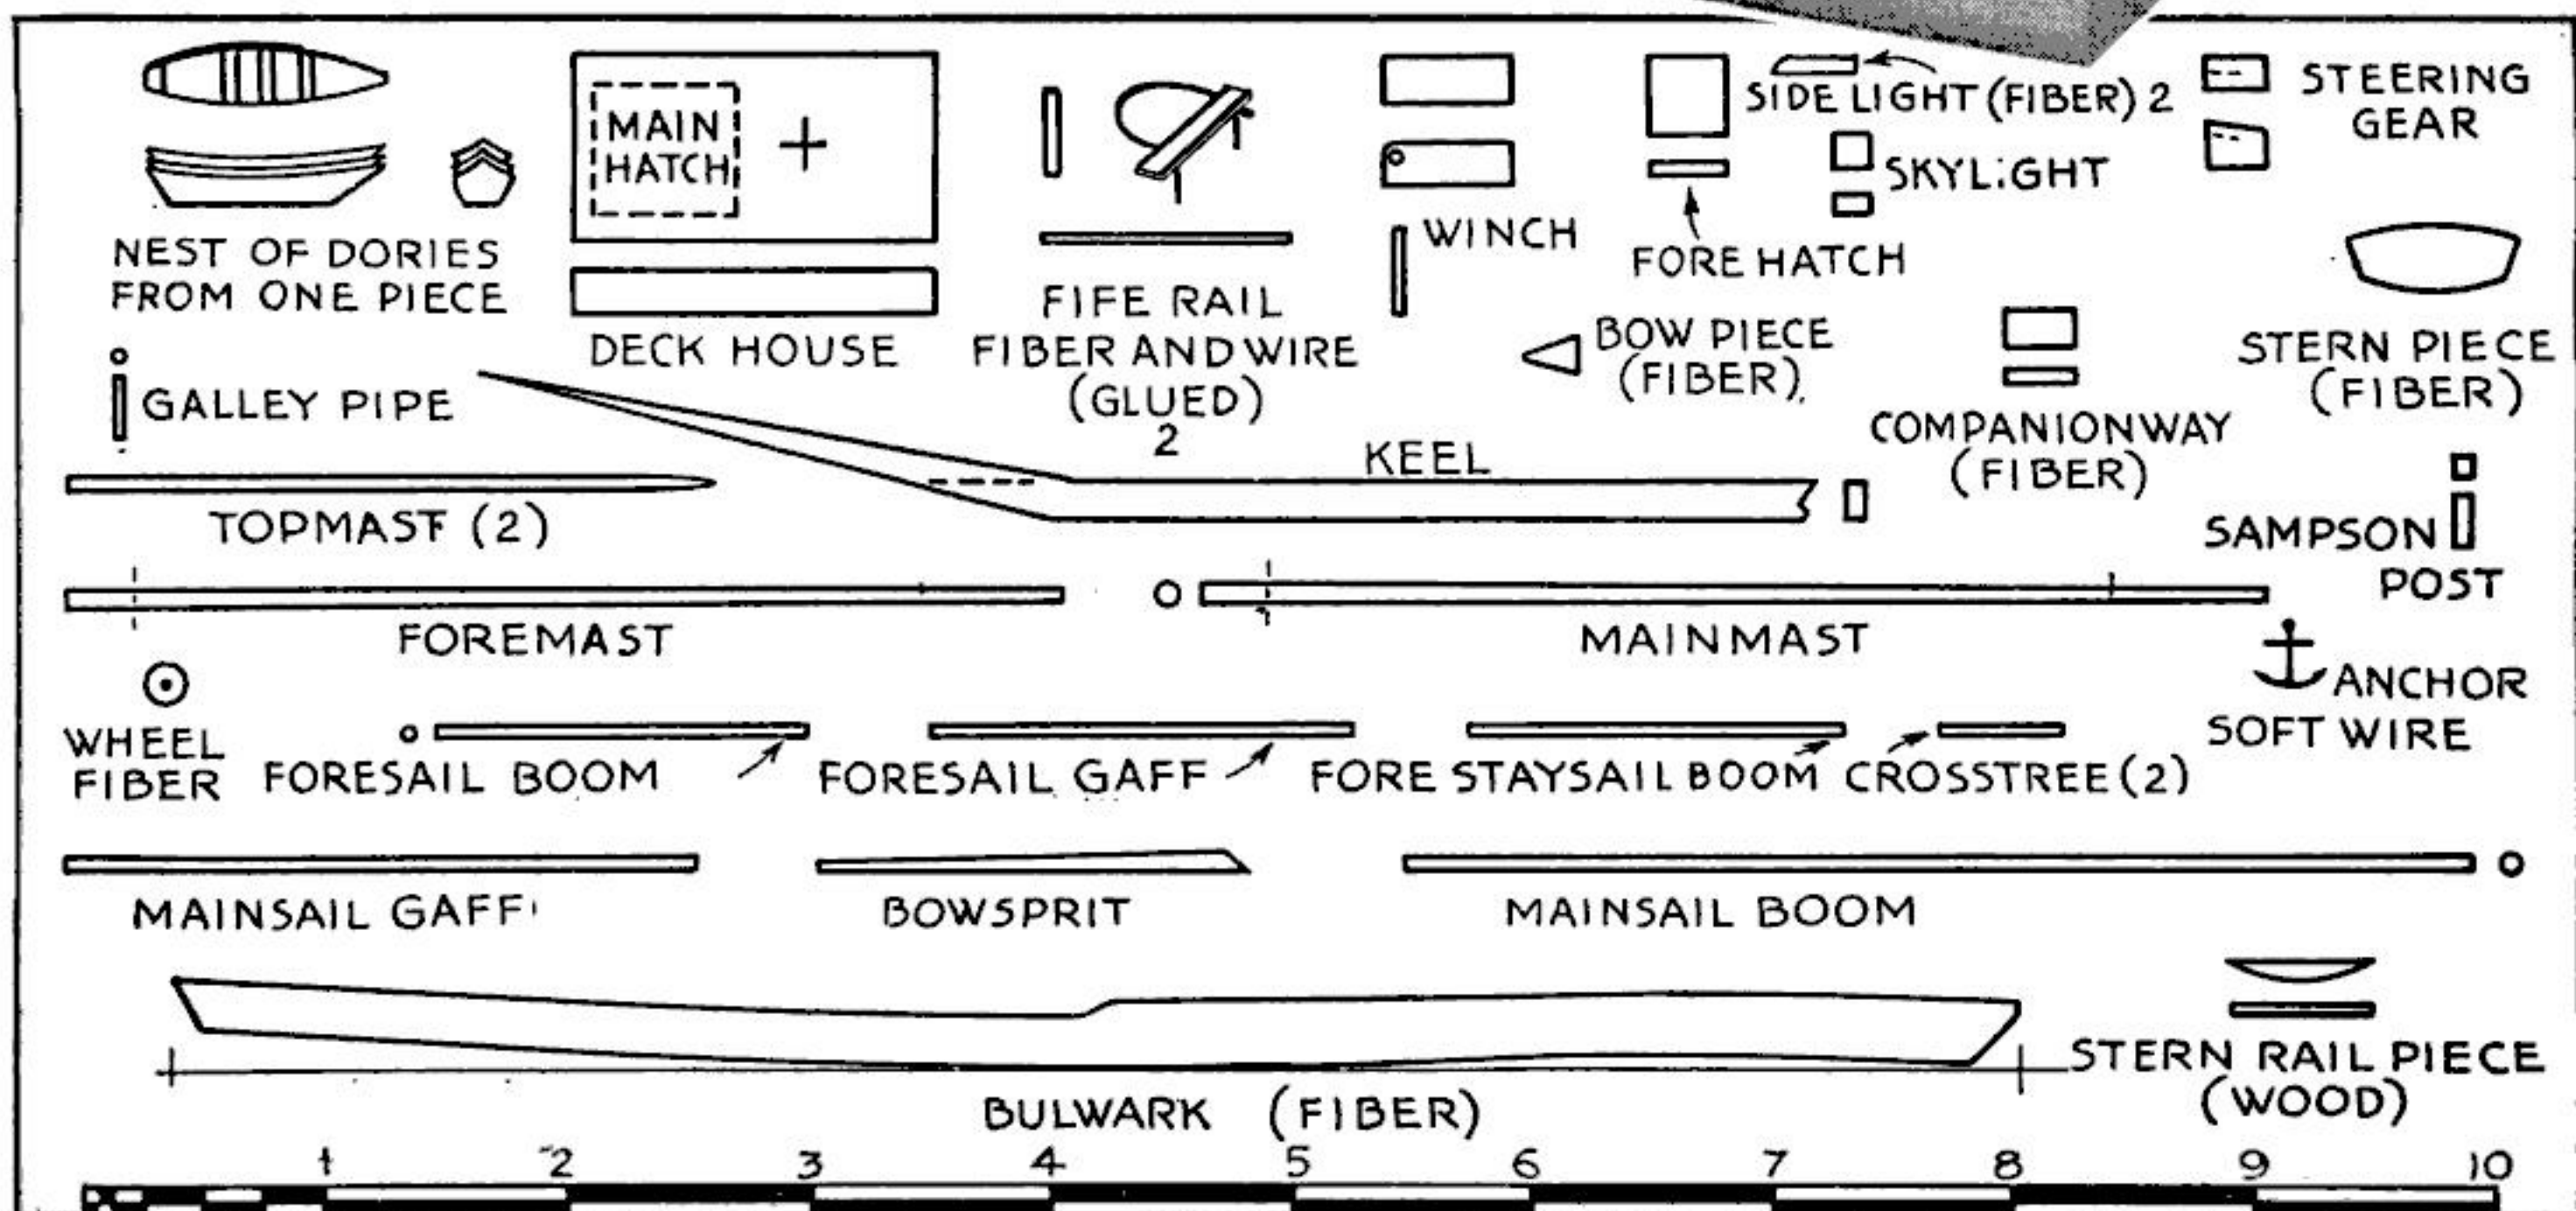 SIDE LIGHT (FIBER) 2
STEERING
GEAR
MAIN
HATCH
SKYLIGHT
NEST OF DORIES
FROM ONE PIECE
WINCH
FORE HATCH
DECK HOUSE
FIFE RAIL
FIBER AND WIRE
(GLUED)
2
BOW PIECE
(FIBER)
STERN PIECE
(FIBER)
GALLEY PIPE
COMPANIONWAY
(FIBER)
KEEL
TOPMAST (2)
SAMPSON
POST
FOREMAST
MAINMAST
ANCHOR
SOFT WIRE
WHEEL
FIBER
FORESAIL BOOM
FORESAIL GAFF
FORE STAYSAIL BOOM
CROSSTREE (2)
MAINSAIL GAFF
BOWSPRIT
MAINSAIL BOOM
STERN RAIL PIECE
(WOOD)
BULWARK (FIBER)
1 2 3 4 5 6 7 8 9 10